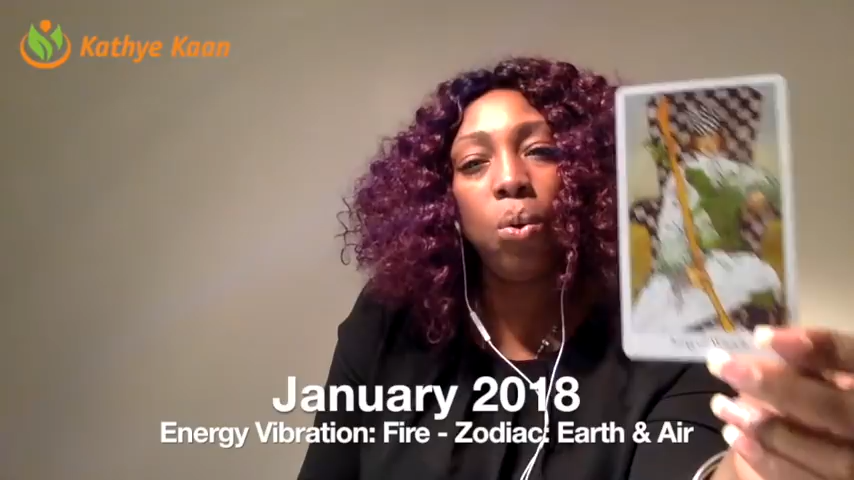 Kathye Kaan
January 2018
Energy Vibration: Fire - Zodiac: Earth & Air